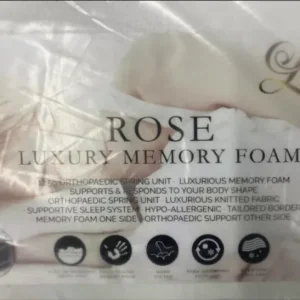 ROSE
LUXURY MEMORY FOAM
ORTHOPAEDIC SPRING UNIT · LUXURIOUS MEMORY FOAM
SUPPORTS & RESPONDS TO YOUR BODY SHAPE
ORTHOPAEDIC SPRING UNIT · LUXURIOUS KNITTED FABRIC
SUPPORTIVE SLEEP SYSTEM · HYPO-ALLERGENIC · TAILORED BORDER
MEMORY FOAM ONE SIDE · ORTHOPAEDIC SUPPORT OTHER SIDE